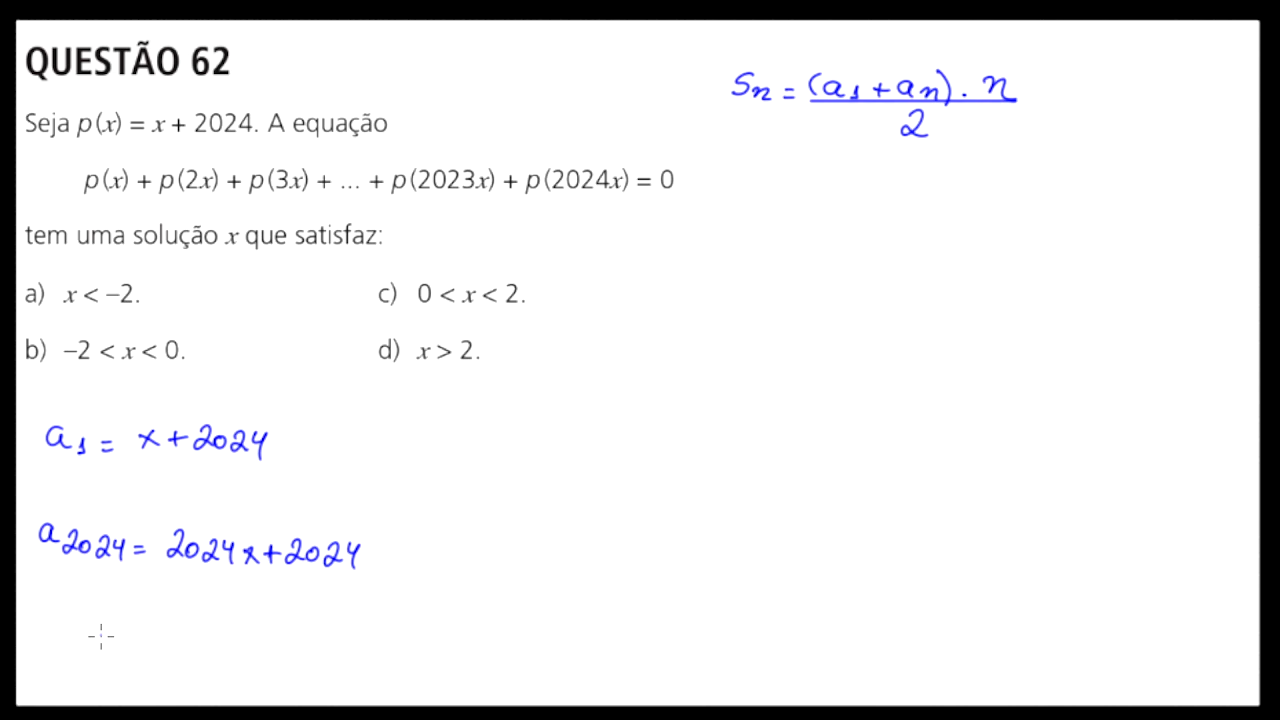 QUESTÃO 62
Sn = (a1 + an) . n
2
Seja p(x) = x + 2024. A equação
p(x) + p(2x) + p(3x) + ... + p(2023x) + p(2024x) = 0
tem uma solução x que satisfaz:
a) x < –2.
c) 0 < x < 2.
b) –2 < x < 0.
d) x > 2.
a1 = x + 2024
a2024 = 2024x + 2024